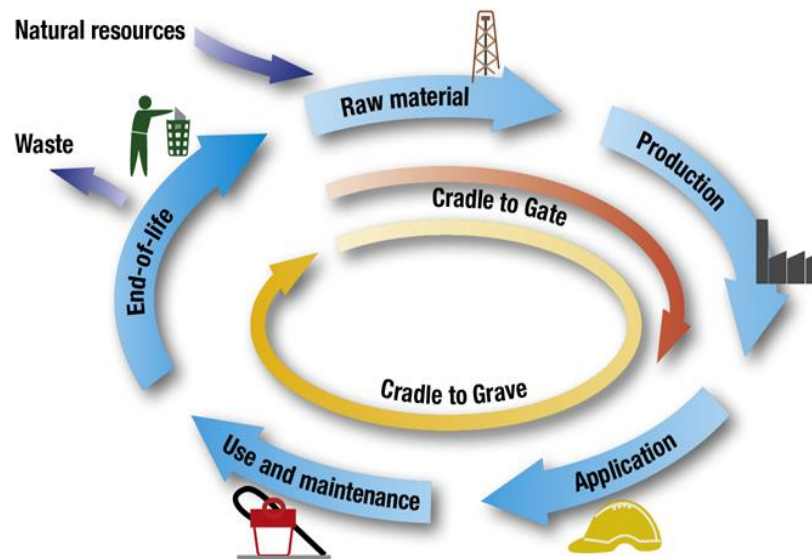 Natural resources
Raw material
Production
Waste
Cradle to Gate
End-of-life
Cradle to Grave
Application
Use and maintenance